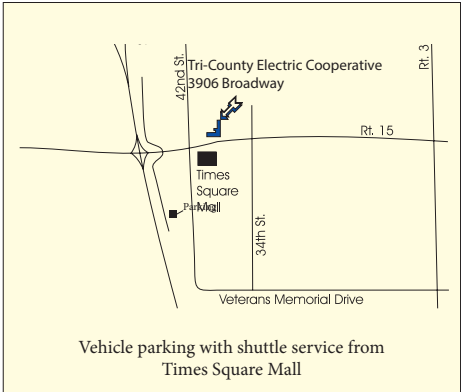 42nd St.
Rt. 3
Tri-County Electric Cooperative
3906 Broadway
Rt. 15
Times
Square
Mall
Parking
34th St.
Veterans Memorial Drive
Vehicle parking with shuttle service from
Times Square Mall